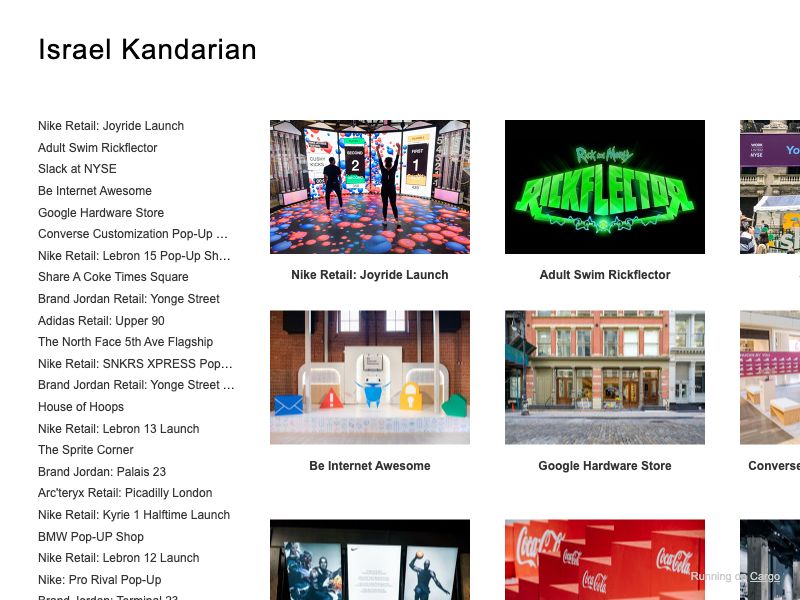 Israel Kandarian
Nike Retail: Joyride Launch
Adult Swim Rickflector
Slack at NYSE
Be Internet Awesome
Google Hardware Store
Converse Customization Pop-Up ...
Nike Retail: Lebron 15 Pop-Up Sh...
Share A Coke Times Square
Brand Jordan Retail: Yonge Street
Adidas Retail: Upper 90
The North Face 5th Ave Flagship
Nike Retail: SNKRS XPRESS Pop...
Brand Jordan Retail: Yonge Street ...
House of Hoops
Nike Retail: Lebron 13 Launch
The Sprite Corner
Brand Jordan: Palais 23
Arc'teryx Retail: Picadilly London
Nike Retail: Kyrie 1 Halftime Launch
BMW Pop-UP Shop
Nike Retail: Lebron 12 Launch
Nike: Pro Rival Pop-Up
Brand Jordan: Terminal 23
CUSHY
KICKS
SECOND
2
FIRST
1
Nike Retail: Joyride Launch
Rick and Morty
RICKFLECTOR
Adult Swim Rickflector
WORK
NYSE
Yo
Be Internet Awesome
Google Hardware Store
Converse
Coca-Cola
Coca-Cola
Coca-Cola
Coca-Cola
Running on Cargo